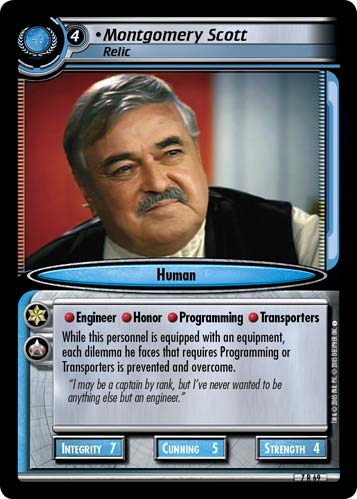 4 •Montgomery Scott
Relic
Human
Engineer Honor Programming Transporters
While this personnel is equipped with an equipment,
each dilemma he faces that requires Programming or
Transporters is prevented and overcome.
"I may be a captain by rank, but I've never wanted to be
anything else but an engineer."
INTEGRITY 7 CUNNING 5 STRENGTH 4
7 R 69